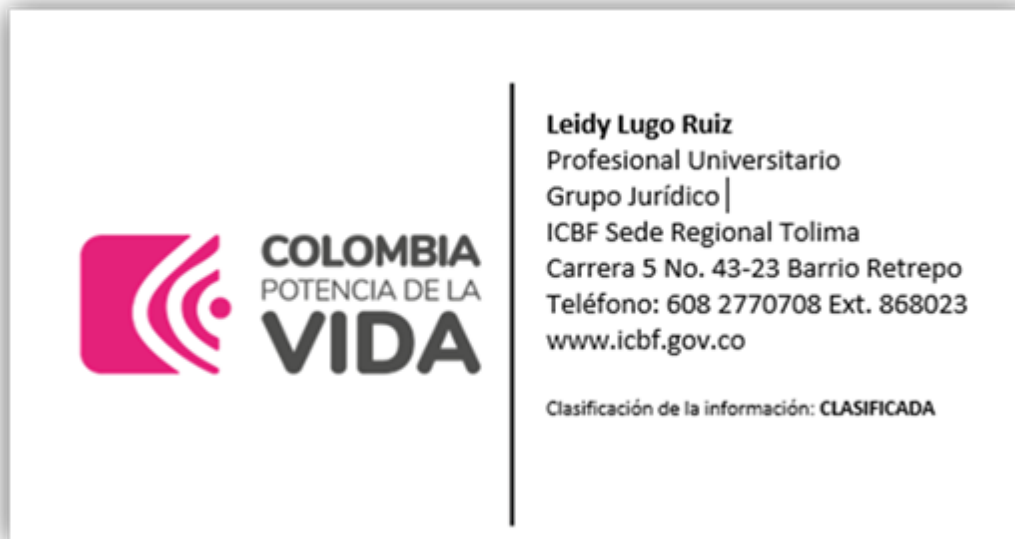 COLOMBIA
POTENCIA DE LA
VIDA
Leidy Lugo Ruiz
Profesional Universitario
Grupo Jurídico
ICBF Sede Regional Tolima
Carrera 5 No. 43-23 Barrio Retrepo
Teléfono: 608 2770708 Ext. 868023
www.icbf.gov.co
Clasificación de la información: CLASIFICADA